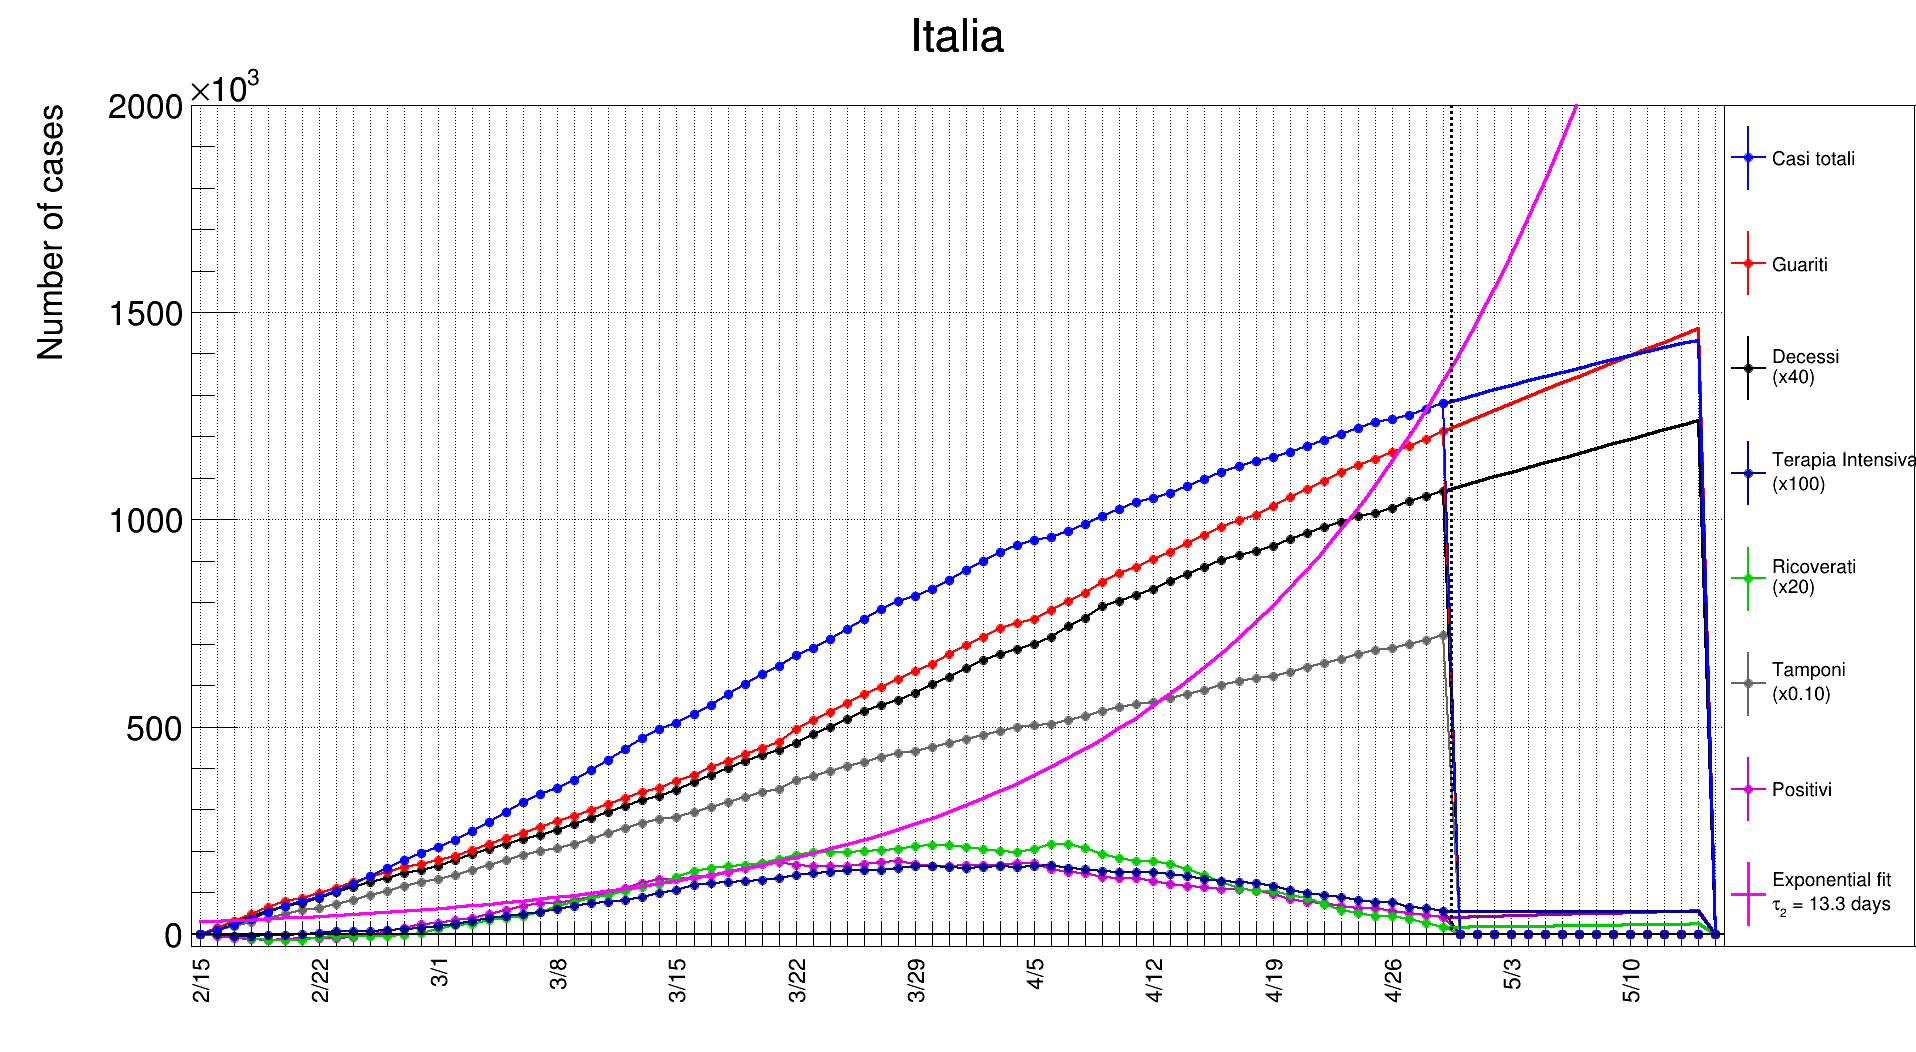 Italia
×10³
Number of cases
2000
1500
1000
500
0
2/15
2/22
3/1
3/8
3/15
3/22
3/29
4/5
4/12
4/19
4/26
5/3
5/10
Casi totali
Guariti
Decessi
(x40)
Terapia Intensiva
(x100)
Ricoverati
(x20)
Tamponi
(x0.10)
Positivi
Exponential fit
τ₂ = 13.3 days